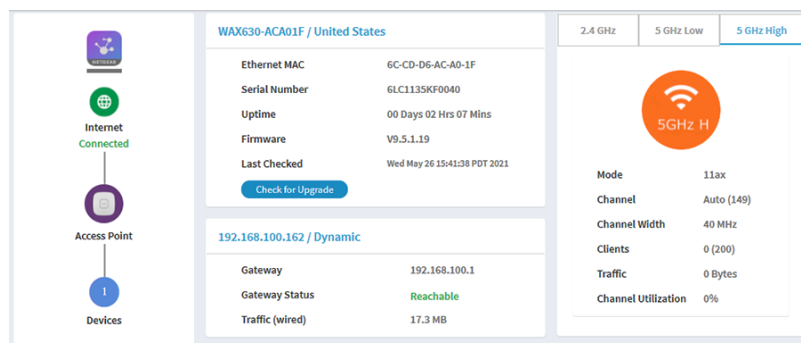 NETGEAR
Internet
Connected
Access Point
1
Devices
WAX630-ACA01F / United States
Ethernet MAC 6C-CD-D6-AC-A0-1F
Serial Number 6LC1135KF0040
Uptime 00 Days 02 Hrs 07 Mins
Firmware V9.5.1.19
Last Checked Wed May 26 15:41:38 PDT 2021
Check for Upgrade
192.168.100.162 / Dynamic
Gateway 192.168.100.1
Gateway Status Reachable
Traffic (wired) 17.3 MB
2.4 GHz 5 GHz Low 5 GHz High
5GHz H
Mode 11ax
Channel Auto (149)
Channel Width 40 MHz
Clients 0 (200)
Traffic 0 Bytes
Channel Utilization 0%